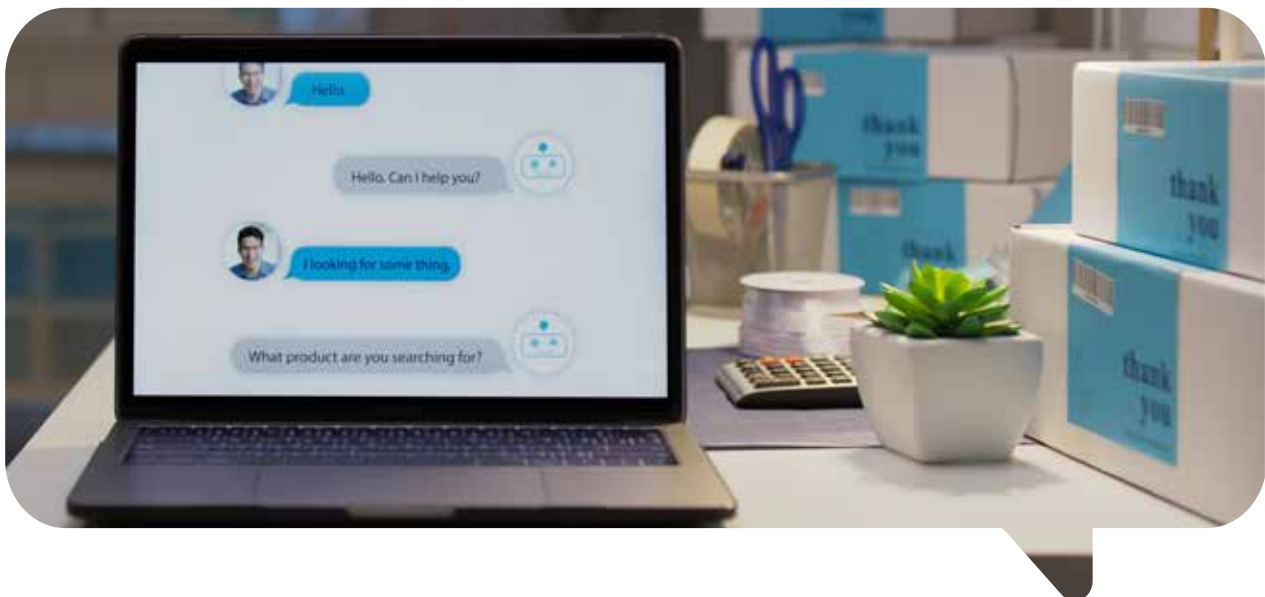 Hello.
Hello. Can I help you?
I looking for some thing.
What product are you searching for?
thank
you
thank
thank
you
thank
you